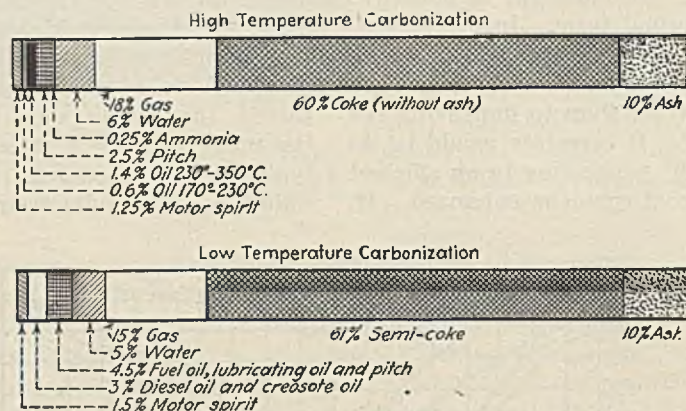 High Temperature Carbonization
60% Coke (without ash)
10% Ash
18% Gas
6% Water
0.25% Ammonia
2.5% Pitch
1.4% Oil 230°-350°C.
0.6% Oil 170°-230°C.
1.25% Motor spirit
Low Temperature Carbonization
61% Semi-coke
10% Ash.
15% Gas
5% Water
4.5% Fuel oil, lubricating oil and pitch
3% Diesel oil and creosote oil
1.5% Motor spirit